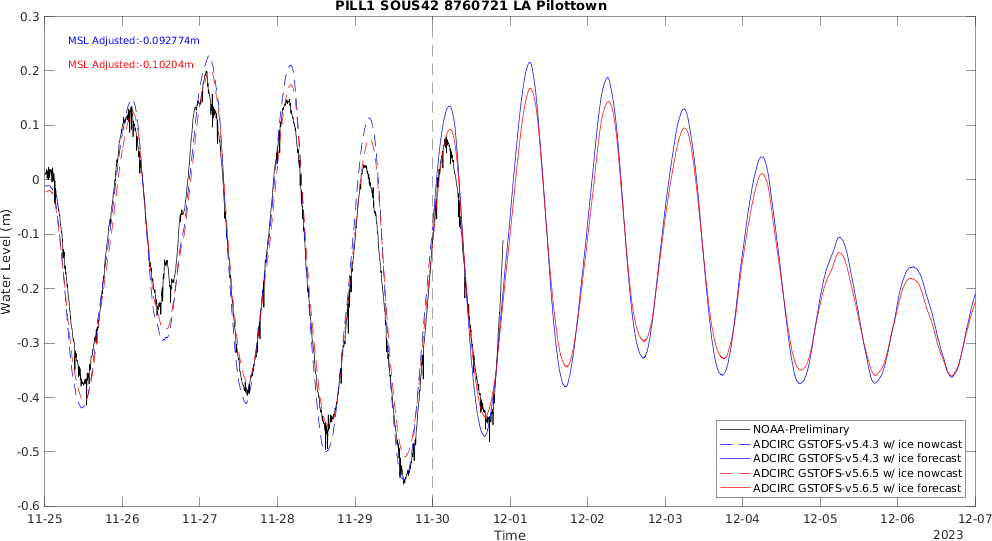 PILL1 SOUS42 8760721 LA Pilottown
MSL Adjusted:-0.092774m
MSL Adjusted:-0.10204m
0.3
0.2
0.1
0
-0.1
-0.2
-0.3
-0.4
-0.5
-0.6
Water Level (m)
NOAA-Preliminary
ADCIRC GSTOFS-v5.4.3 w/ ice nowcast
ADCIRC GSTOFS-v5.4.3 w/ ice forecast
ADCIRC GSTOFS-v5.6.5 w/ ice nowcast
ADCIRC GSTOFS-v5.6.5 w/ ice forecast
11-25 11-26 11-27 11-28 11-29 11-30 12-01 12-02 12-03 12-04 12-05 12-06 12-07
Time
2023